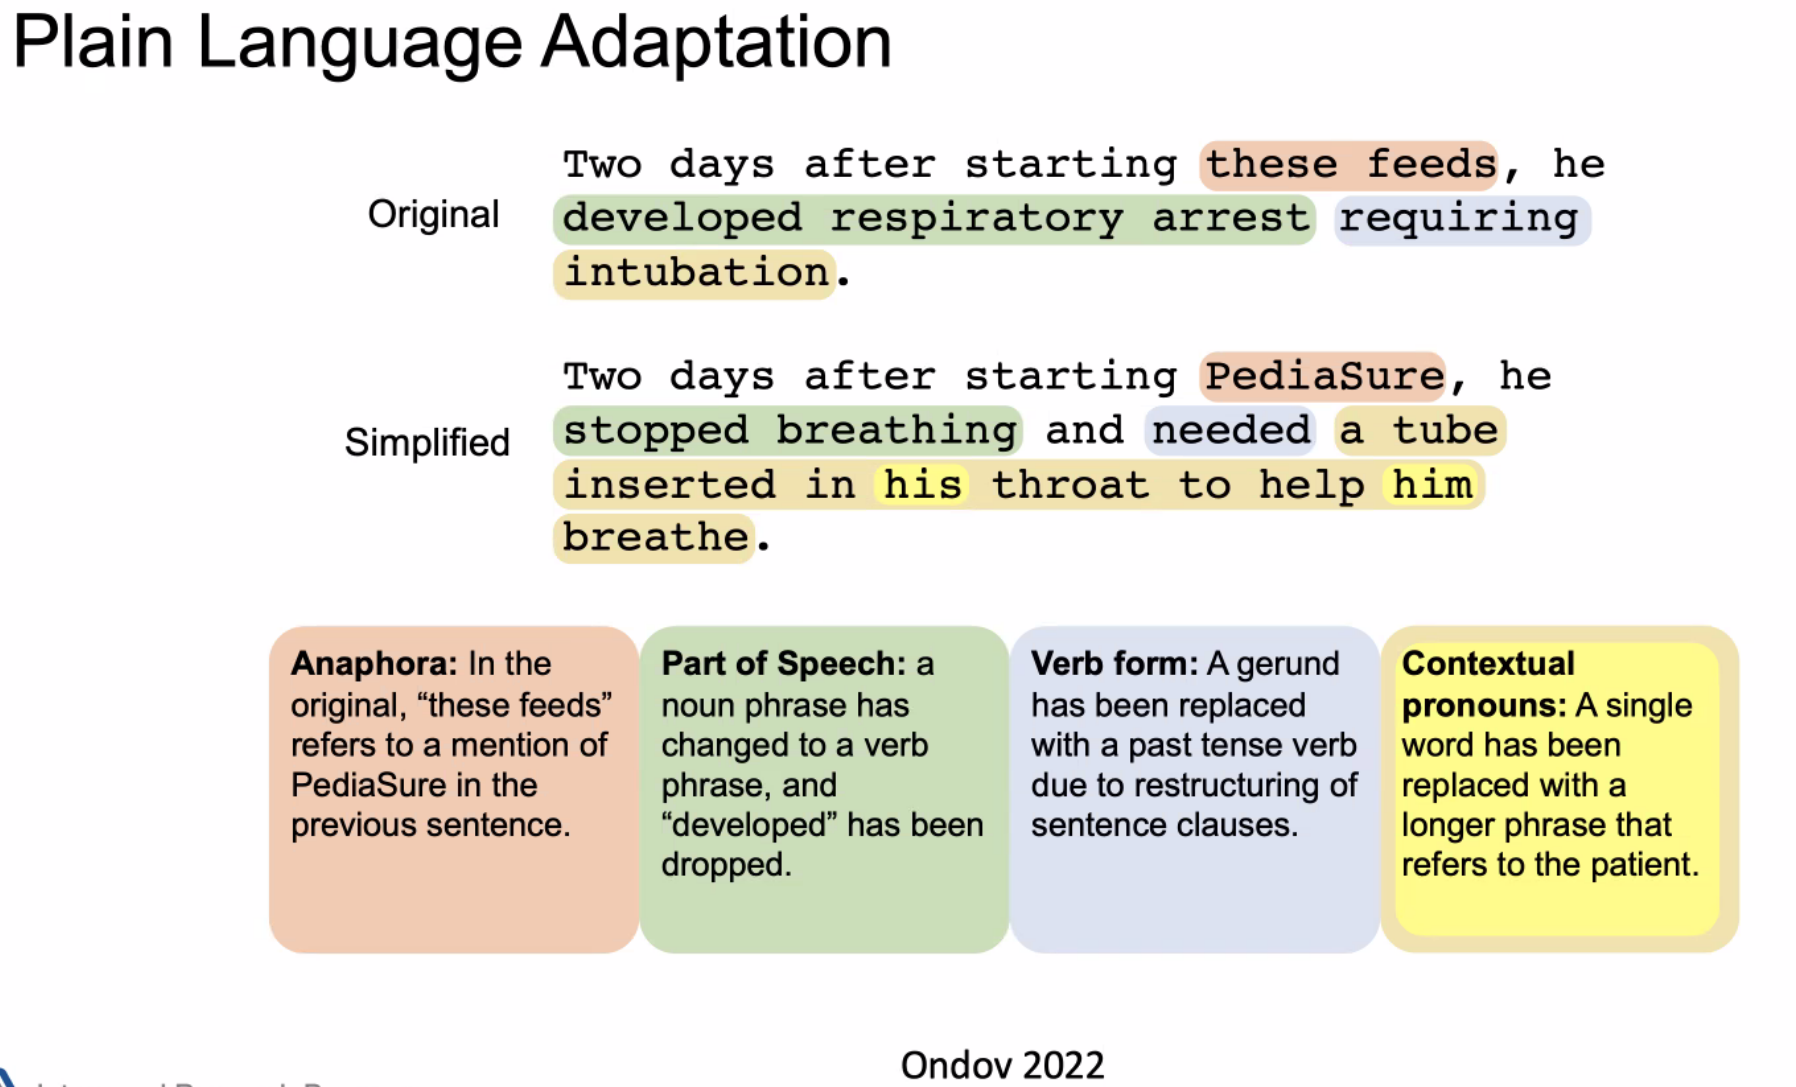 Plain Language Adaptation
Original
Two days after starting these feeds, he
developed respiratory arrest requiring
intubation.
Simplified
Two days after starting PediaSure, he
stopped breathing and needed a tube
inserted in his throat to help him
breathe.
Anaphora: In the
original, “these feeds”
refers to a mention of
PediaSure in the
previous sentence.
Part of Speech: a
noun phrase has
changed to a verb
phrase, and
“developed” has been
dropped.
Verb form: A gerund
has been replaced
with a past tense verb
due to restructuring of
sentence clauses.
Contextual
pronouns: A single
word has been
replaced with a
longer phrase that
refers to the patient.
Ondov 2022